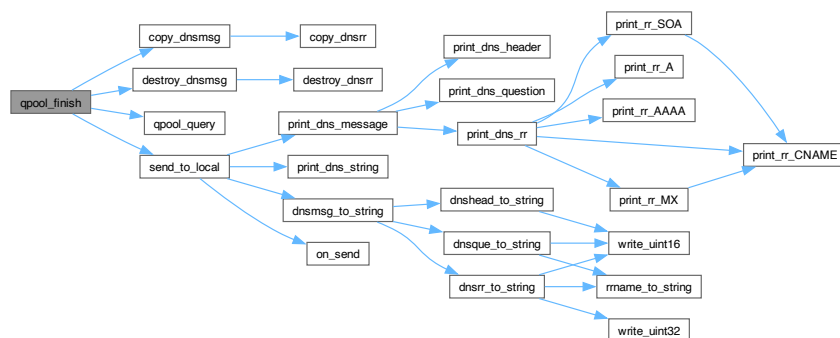 print_rr_SOA
copy_dnsmsg
copy_dnsrr
print_dns_header
print_rr_A
destroy_dnsmsg
destroy_dnsrr
print_dns_question
qpool_finish
print_rr_AAAA
qpool_query
print_dns_message
print_dns_rr
print_rr_CNAME
send_to_local
print_dns_string
print_rr_MX
dnshead_to_string
dnsmsg_to_string
dnsque_to_string
write_uint16
on_send
dnsrr_to_string
rrname_to_string
write_uint32